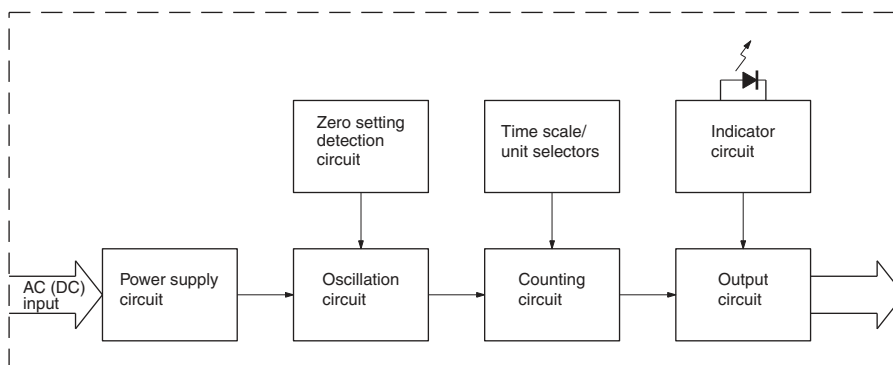 Zero setting
detection
circuit
Time scale/
unit selectors
Indicator
circuit
AC (DC)
input
Power supply
circuit
Oscillation
circuit
Counting
circuit
Output
circuit